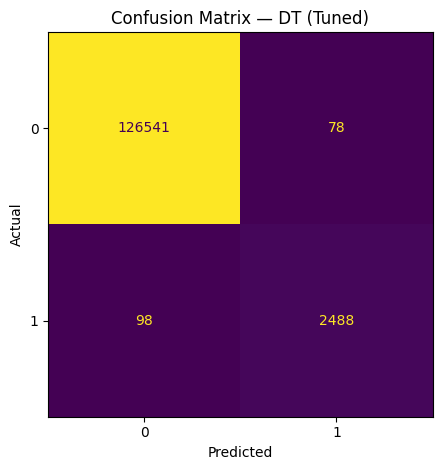 Confusion Matrix — DT (Tuned)
Actual
0
126541
78
1
98
2488
0
1
Predicted